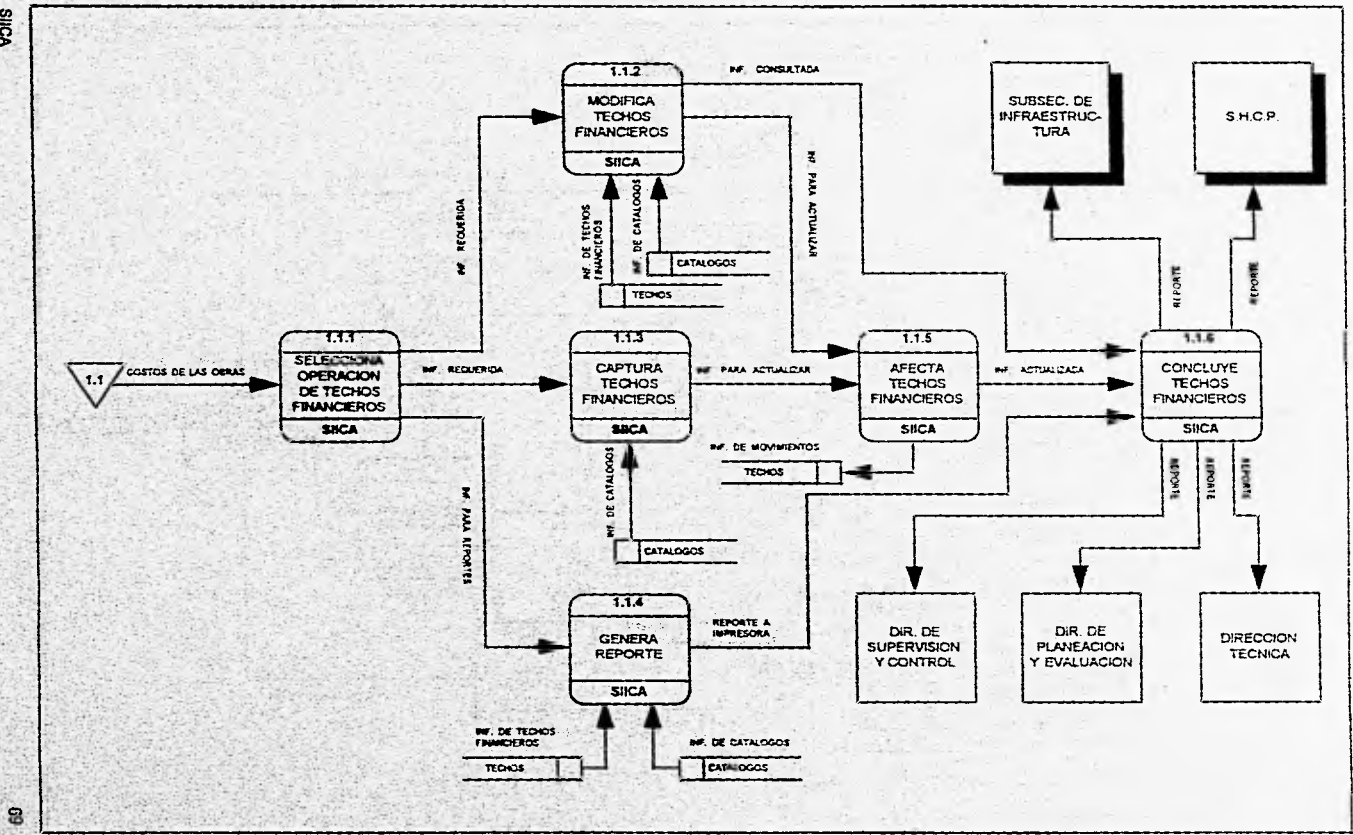 SIICA
1.1.2
MODIFICA
TECHOS
FINANCIEROS
SIICA
INF. CONSULTADA
SUBSEC. DE
INFRAESTRUC-
TURA
S.H.C.P.
INF. REQUERIDA
INF. DE TECHOS
FINANCIEROS
INF. DE CATALOGOS
INF. PARA ACTUALIZAR
CATALOGOS
TECHOS
REPORTE
REPORTE
1.1
COSTOS DE LAS OBRAS
1.1.1
SELECCIONA
OPERACION
DE TECHOS
FINANCIEROS
SIICA
INF. REQUERIDA
1.1.3
CAPTURA
TECHOS
FINANCIEROS
SIICA
INF. PARA ACTUALIZAR
1.1.5
AFECTA
TECHOS
FINANCIEROS
SIICA
INF. ACTUALIZADA
1.1.6
CONCLUYE
TECHOS
FINANCIEROS
SIICA
INF. DE MOVIMIENTOS
TECHOS
REPORTE
REPORTE
REPORTE
INF. PARA REPORTES
INF. DE CATALOGOS
CATALOGOS
1.1.4
GENERA
REPORTE
SIICA
REPORTE A
IMPRESORA
DIR. DE
SUPERVISION
Y CONTROL
DIR. DE
PLANEACION
Y EVALUACION
DIRECCION
TECNICA
INF. DE TECHOS
FINANCIEROS
TECHOS
INF. DE CATALOGOS
CATALOGOS
69